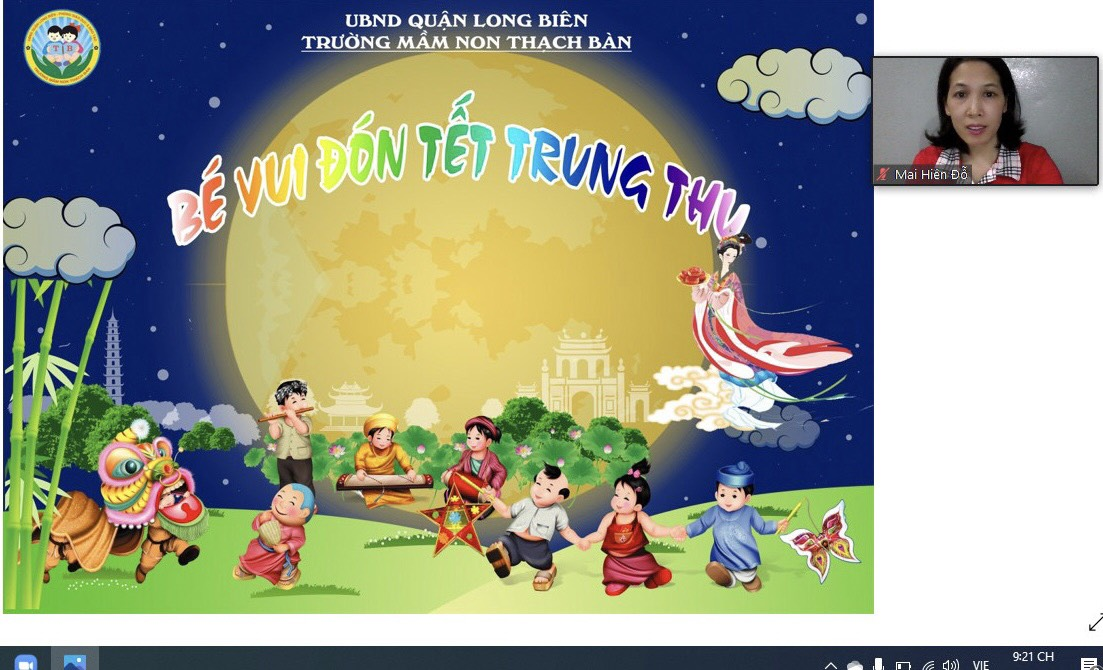 UBND QUẬN LONG BIÊN
TRƯỜNG MẦM NON THẠCH BÀN
BÉ VUI ĐÓN TẾT TRUNG THU
Mai Hiên Đỗ
T B
VIE
9:21 CH